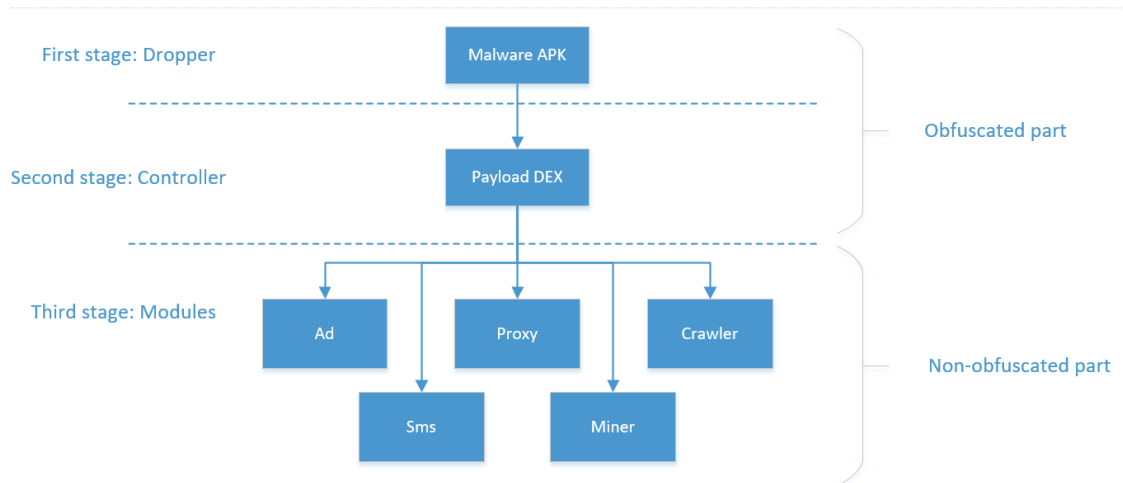 First stage: Dropper
Malware APK
Obfuscated part
Second stage: Controller
Payload DEX
Third stage: Modules
Ad
Proxy
Crawler
Non-obfuscated part
Sms
Miner